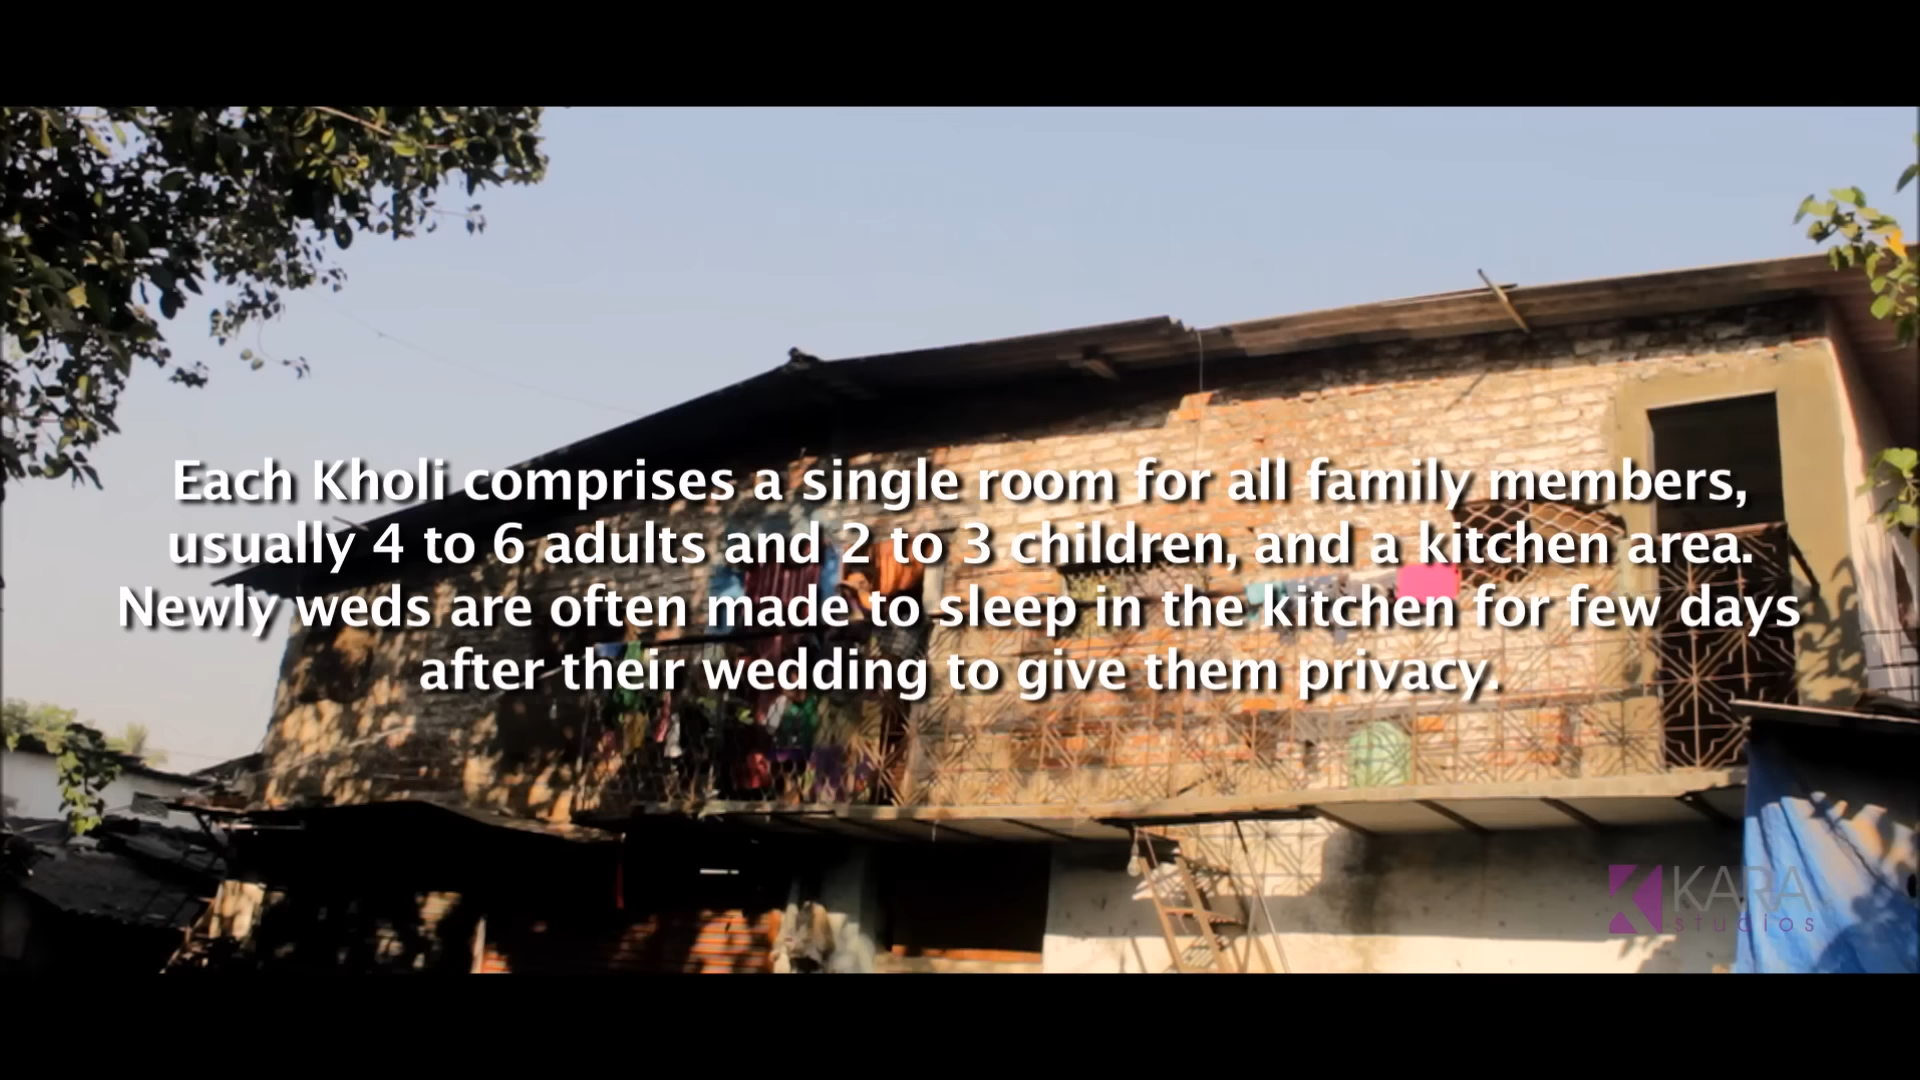 Each Kholi comprises a single room for all family members,
usually 4 to 6 adults and 2 to 3 children, and a kitchen area.
Newly weds are often made to sleep in the kitchen for few days
after their wedding to give them privacy.
KARA
studios